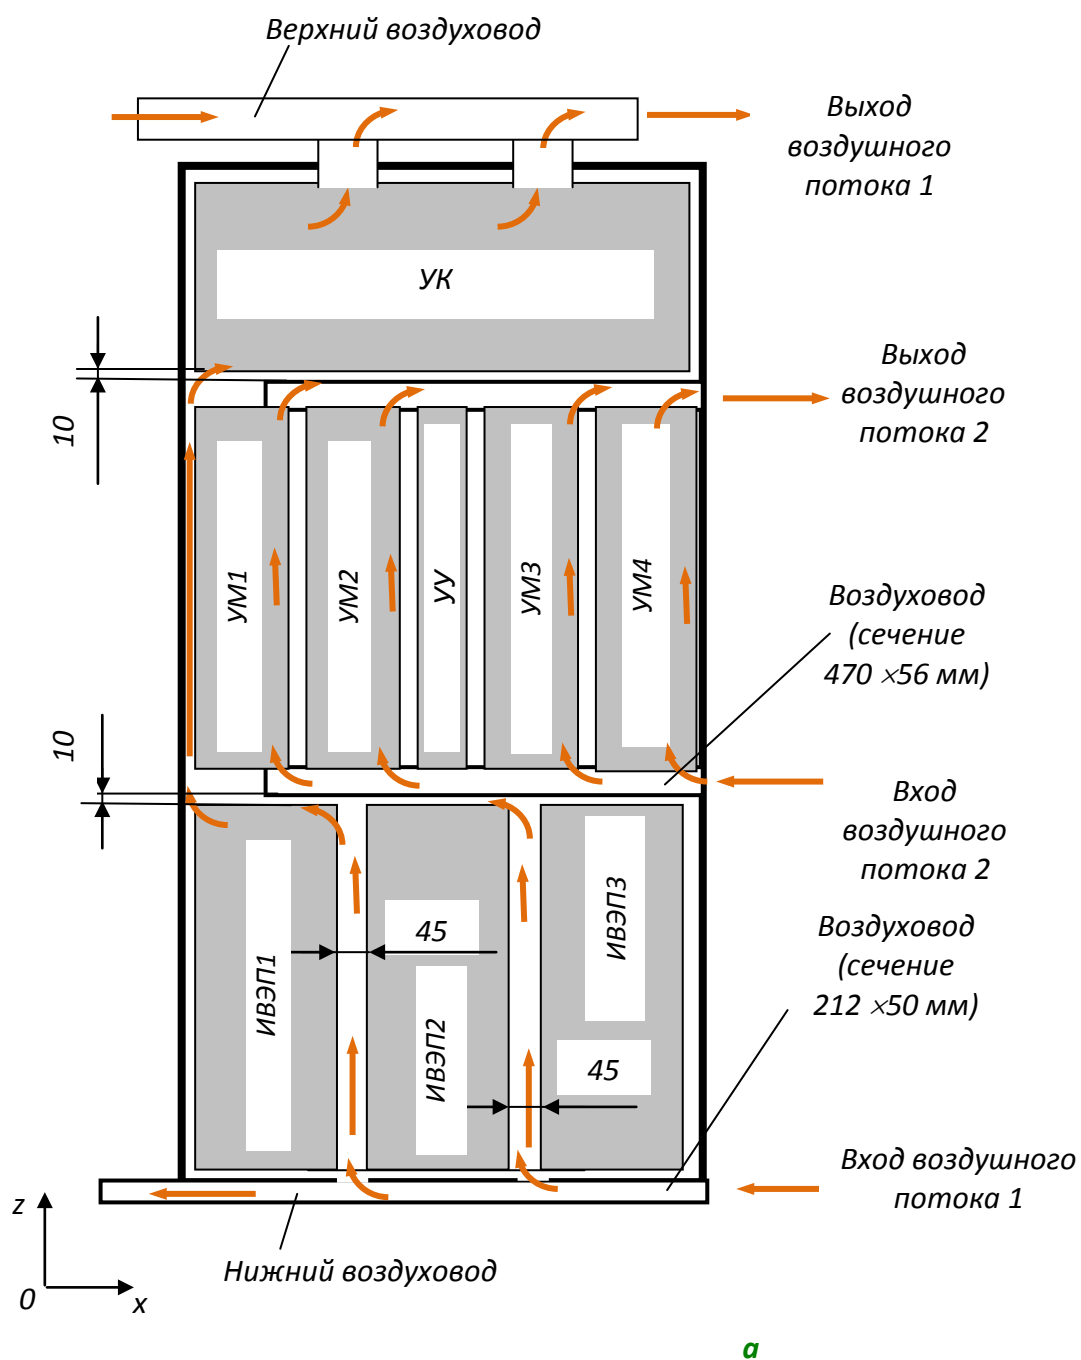 Верхний воздуховод
Выход
воздушного
потока 1
УК
Выход
воздушного
потока 2
10
УМ1
УМ2
УУ
УМ3
УМ4
Воздуховод
(сечение
470 ×56 мм)
10
Вход
воздушного
потока 2
ИВЭП1
45
ИВЭП2
ИВЭП3
45
Воздуховод
(сечение
212 ×50 мм)
Вход воздушного
потока 1
z
0
x
Нижний воздуховод
а